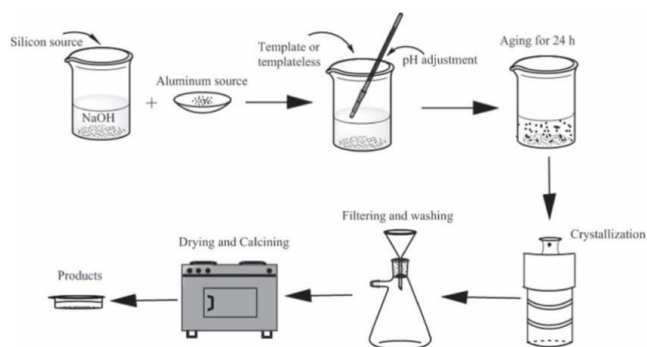 Silicon source
NaOH
+
Aluminum source
Template or
templateless
pH adjustment
Aging for 24 h
Crystallization
Filtering and washing
Drying and Calcining
Products